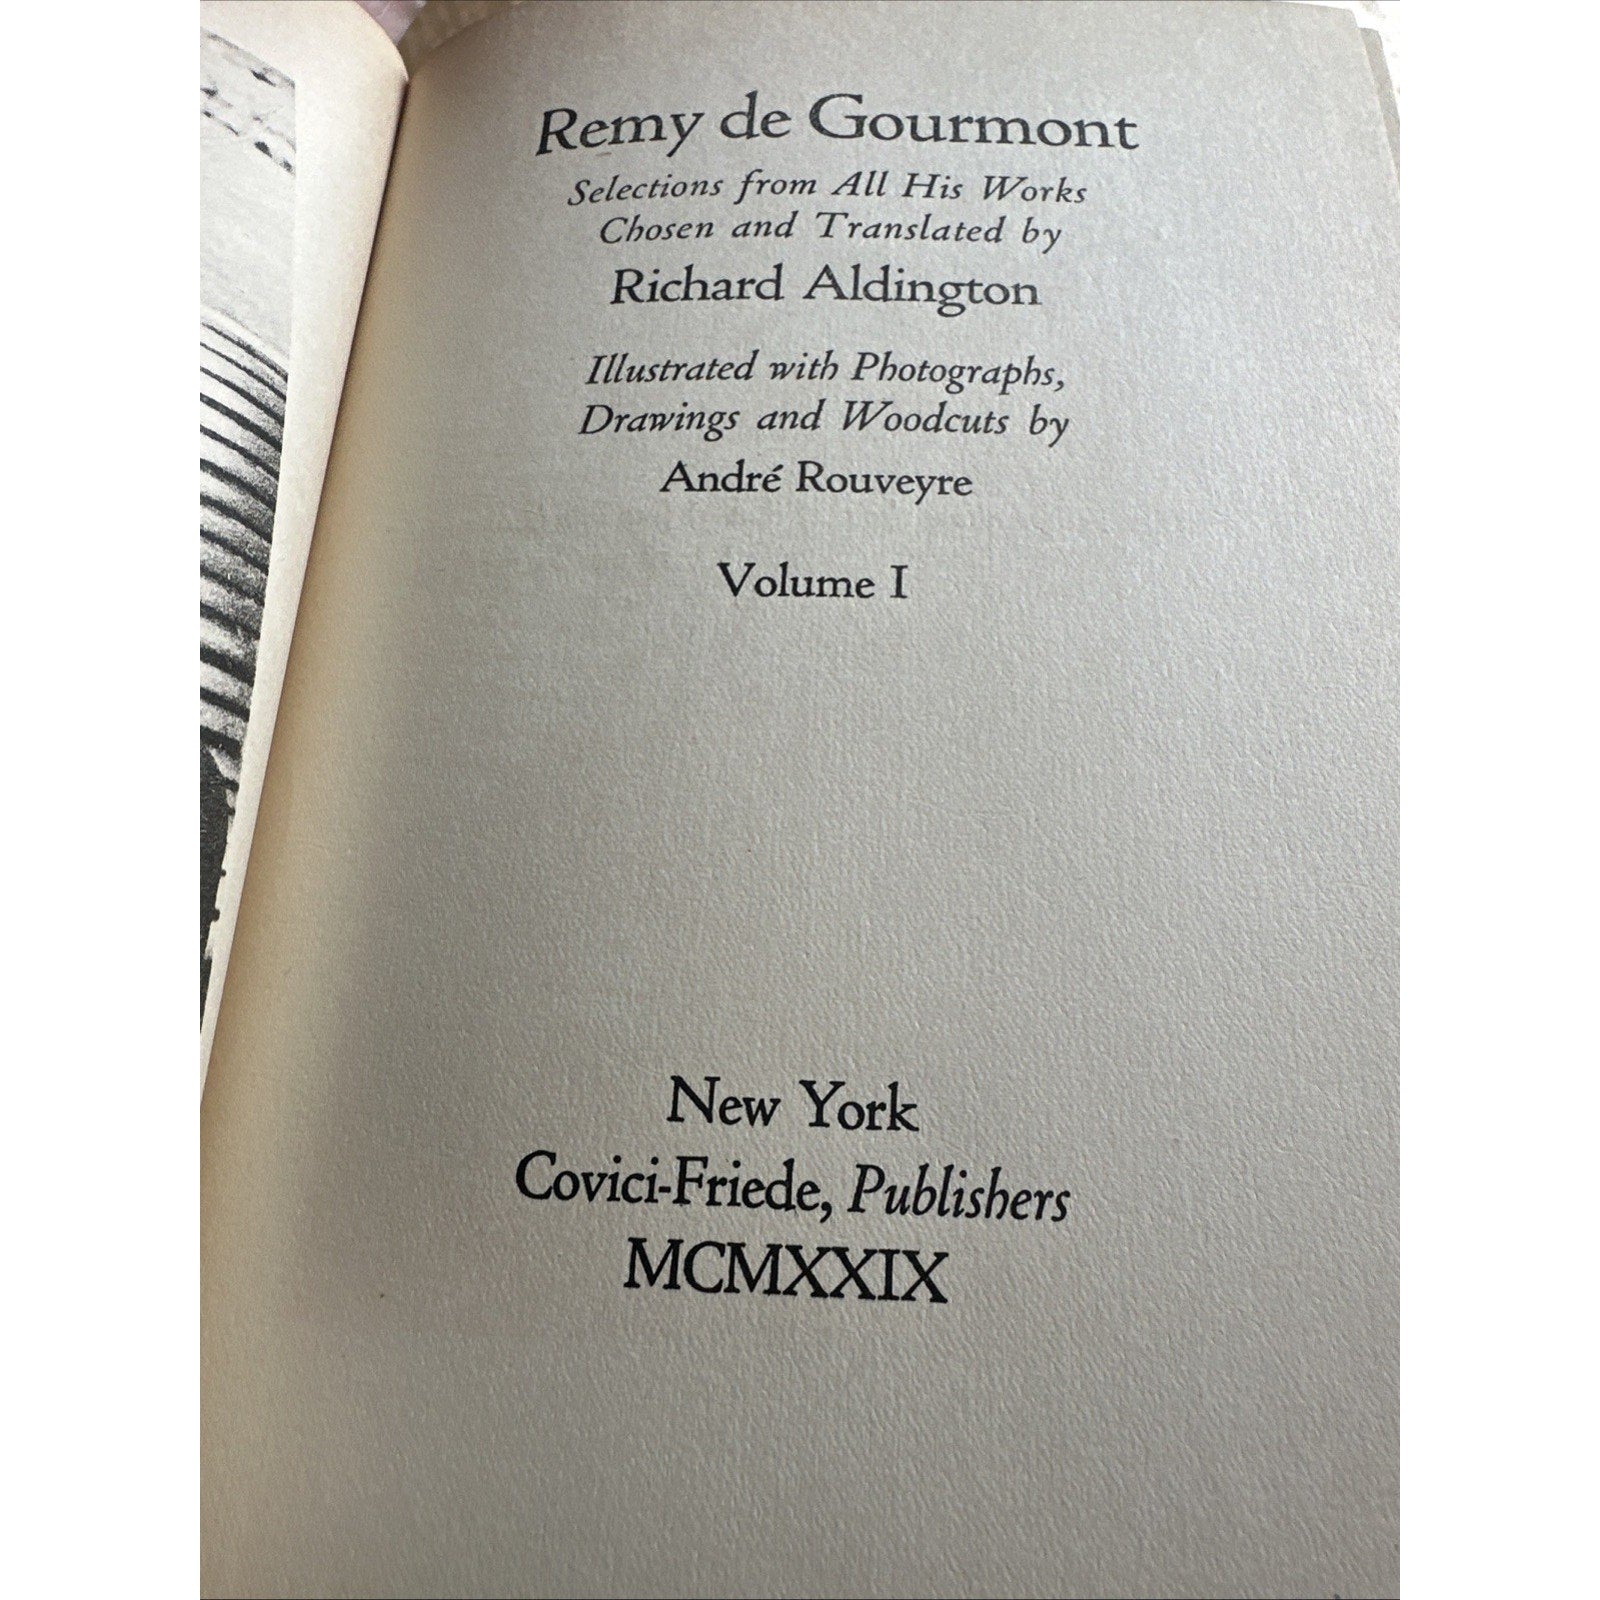 Remy de Gourmont
Selections from All His Works
Chosen and Translated by
Richard Aldington
Illustrated with Photographs,
Drawings and Woodcuts by
André Rouveyre
Volume I
New York
Covici-Friede, Publishers
MCMXXIX